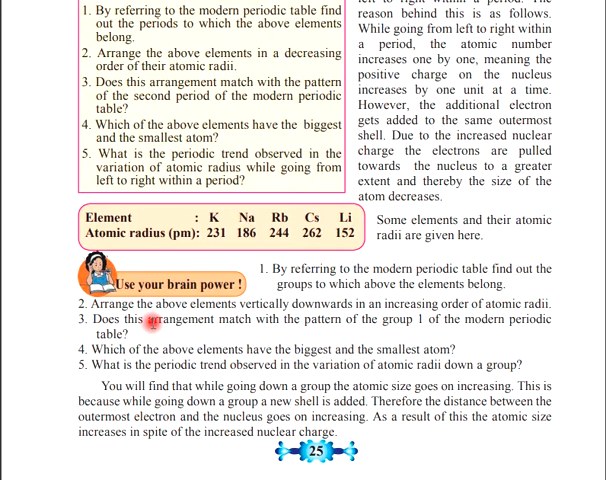 1. By referring to the modern periodic table find
out the periods to which the above elements
belong.
2. Arrange the above elements in a decreasing
order of their atomic radii.
3. Does this arrangement match with the pattern
of the second period of the modern periodic
table?
4. Which of the above elements have the biggest
and the smallest atom?
5. What is the periodic trend observed in the
variation of atomic radius while going from
left to right within a period?
reason behind this is as follows.
While going from left to right within
a period, the atomic number
increases one by one, meaning the
positive charge on the nucleus
increases by one unit at a time.
However, the additional electron
gets added to the same outermost
shell. Due to the increased nuclear
charge the electrons are pulled
towards the nucleus to a greater
extent and thereby the size of the
atom decreases.
Element : K Na Rb Cs Li
Atomic radius (pm): 231 186 244 262 152
Some elements and their atomic
radii are given here.
Use your brain power !
1. By referring to the modern periodic table find out the
groups to which the above elements belong.
2. Arrange the above elements vertically downwards in an increasing order of atomic radii.
3. Does this arrangement match with the pattern of the group 1 of the modern periodic
table?
4. Which of the above elements have the biggest and the smallest atom?
5. What is the periodic trend observed in the variation of atomic radii down a group?
You will find that while going down a group the atomic size goes on increasing. This is
because while going down a group a new shell is added. Therefore the distance between the
outermost electron and the nucleus goes on increasing. As a result of this the atomic size
increases in spite of the increased nuclear charge.
25